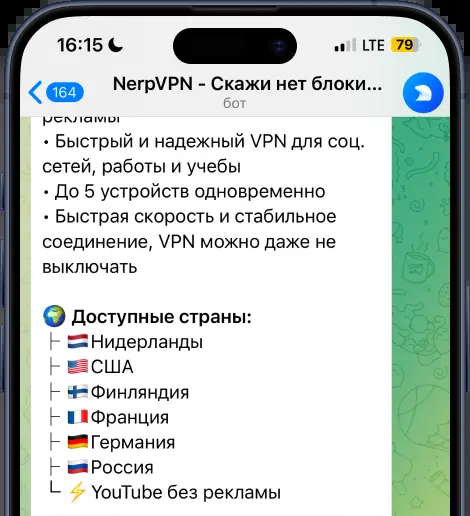 16:15
LTE 79
164
NerpVPN - Скажи нет блоки...
бот
рекламы
• Быстрый и надежный VPN для соц.
сетей, работы и учебы
• До 5 устройств одновременно
• Быстрая скорость и стабильное
соединение, VPN можно даже не
выключать
🌍 Доступные страны:
├ 🇳🇱Нидерланды
├ 🇺🇸США
├ 🇫🇮Финляндия
├ 🇫🇷Франция
├ 🇩🇪Германия
├ 🇷🇺Россия
└ ⚡YouTube без рекламы